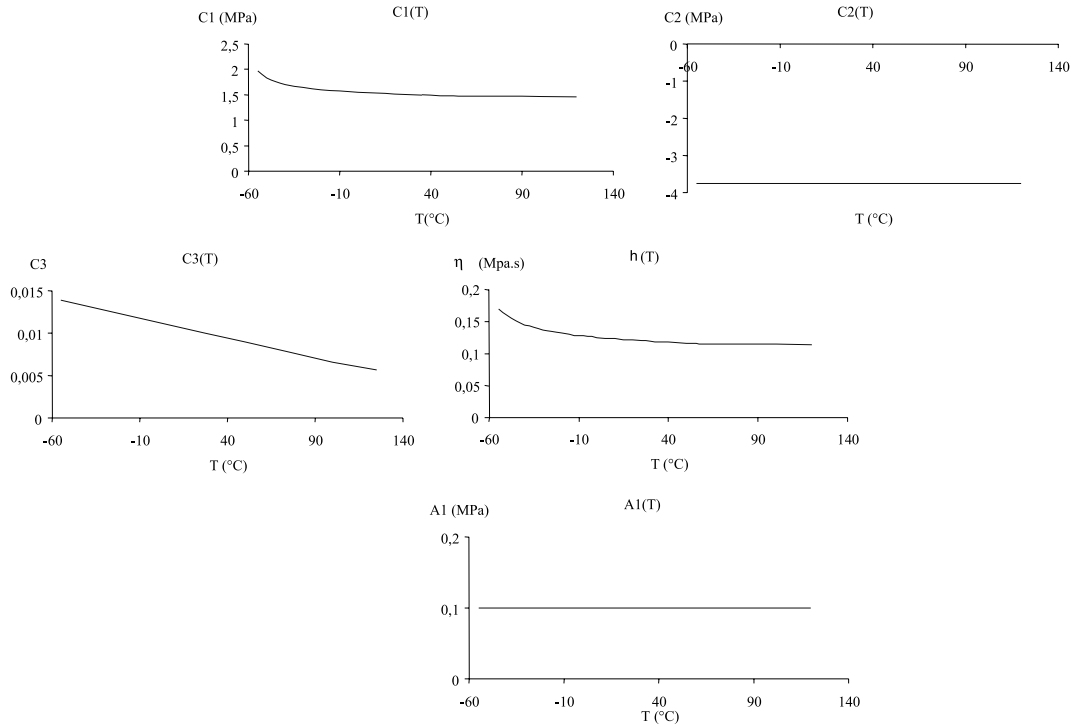 C1(T)
C1 (MPa)
2,5
2
1,5
1
0,5
0
-60 -10 40 90 140
T(°C)
C2(T)
C2 (MPa)
0
-60 -10 40 90 140
-1
-2
-3
-4
T (°C)
C3(T)
C3
0,015
0,01
0,005
0
-60 -10 40 90 140
T (°C)
h(T)
η (Mpa.s)
0,2
0,15
0,1
0,05
0
-60 -10 40 90 140
T (°C)
A1(T)
A1 (MPa)
0,2
0,1
0
-60 -10 40 90 140
T (°C)